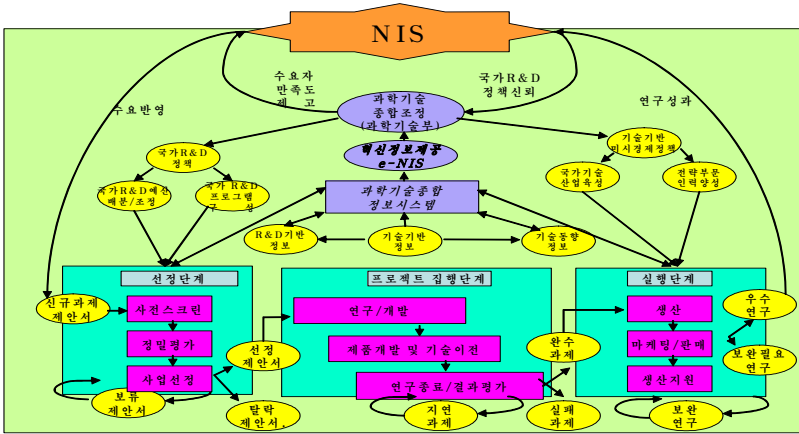 NIS
수요자
만족도
제 고
국가R&D
정책신뢰
수요반영
연구성과
과학기술
종합조정
(과학기술부)
혁신정보제공
e-NIS
과학기술종합
정보시스템
국가R&D
정책
국가R&D예산
배분/조정
국가 R&D
프로그램
구 성
기술기반
미시경제정책
국가기술
산업육성
전략부문
인력양성
R&D기반
정보
기술기반
정보
기술동향
정보
선정단계
프로젝트 집행단계
실행단계
신규과제
제안서
사전스크린
정밀평가
사업선정
보류
제안서
선정
제안서
탈락
제안서.
연구/개발
제품개발 및 기술이전
연구종료/결과평가
지연
과제
완수
과제
실패
과제
생산
마케팅/판매
생산지원
우수
연구
보완필요
연구
보완
연구